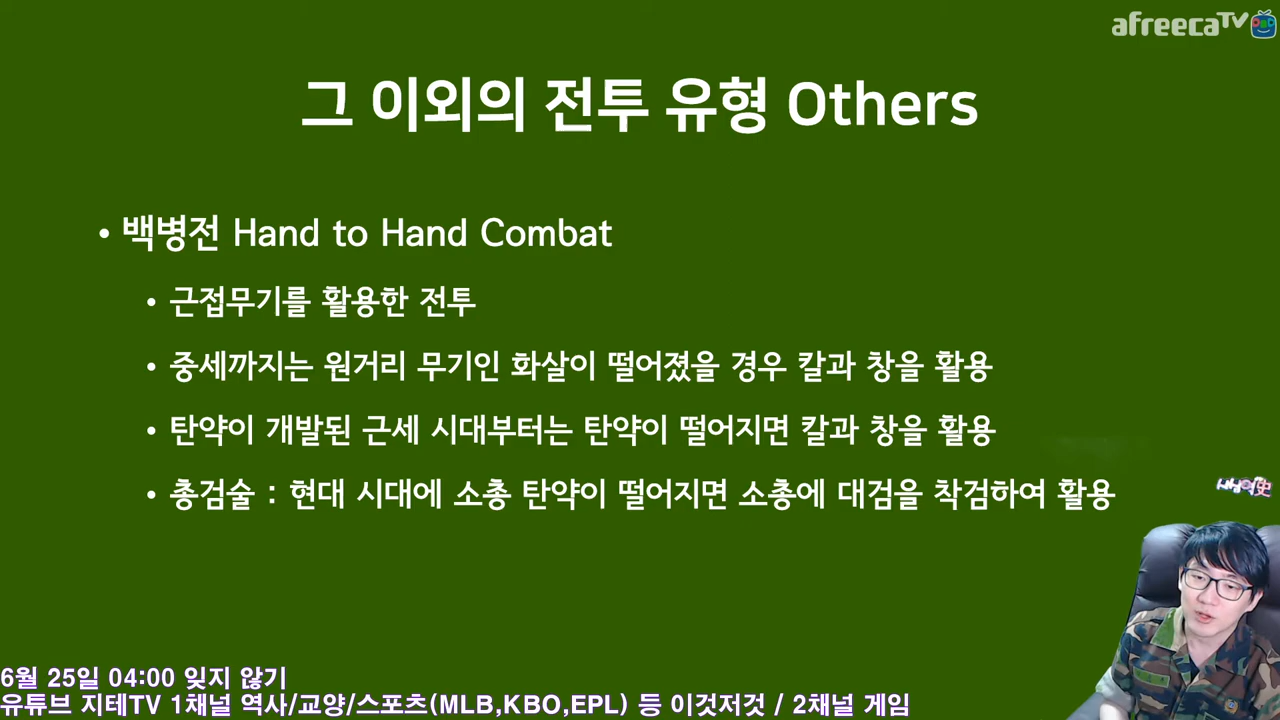 afreecaTV
그 이외의 전투 유형 Others
• 백병전 Hand to Hand Combat
• 근접무기를 활용한 전투
• 중세까지는 원거리 무기인 화살이 떨어졌을 경우 칼과 창을 활용
• 탄약이 개발된 근세 시대부터는 탄약이 떨어지면 칼과 창을 활용
• 총검술 : 현대 시대에 소총 탄약이 떨어지면 소총에 대검을 착검하여 활용
6월 25일 04:00 잊지 않기
유튜브 지테TV 1채널 역사/교양/스포츠(MLB,KBO,EPL) 등 이것저것 / 2채널 게임